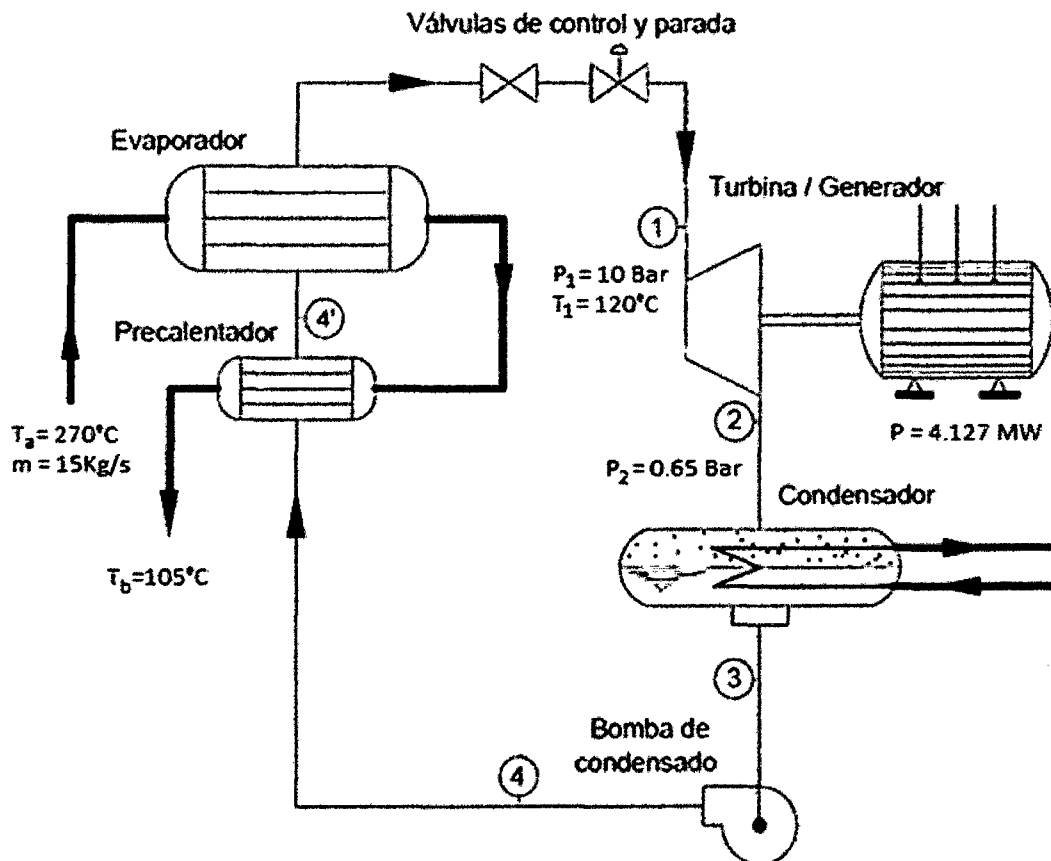 Válvulas de control y parada
Evaporador
Turbina / Generador
1
P₁ = 10 Bar
T₁ = 120°C
4'
Precalentador
Tₐ = 270°C
m = 15Kg/s
2
P = 4.127 MW
P₂ = 0.65 Bar
Condensador
T_b=105°C
3
Bomba de
condensado
4